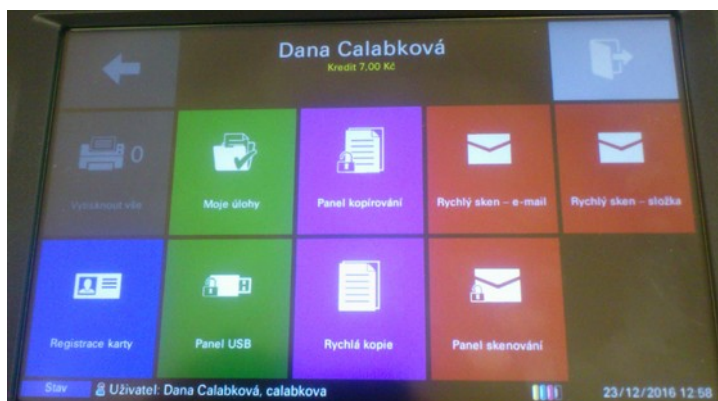 Dana Calabková
Kredit 7,00 Kč
0
Vytisknout vše
Moje úlohy
Panel kopírování
Rychlý sken – e-mail
Rychlý sken – složka
Registrace karty
Panel USB
Rychlá kopie
Panel skenování
Stav
Uživatel: Dana Calabková, calabkova
23/12/2016 12:58